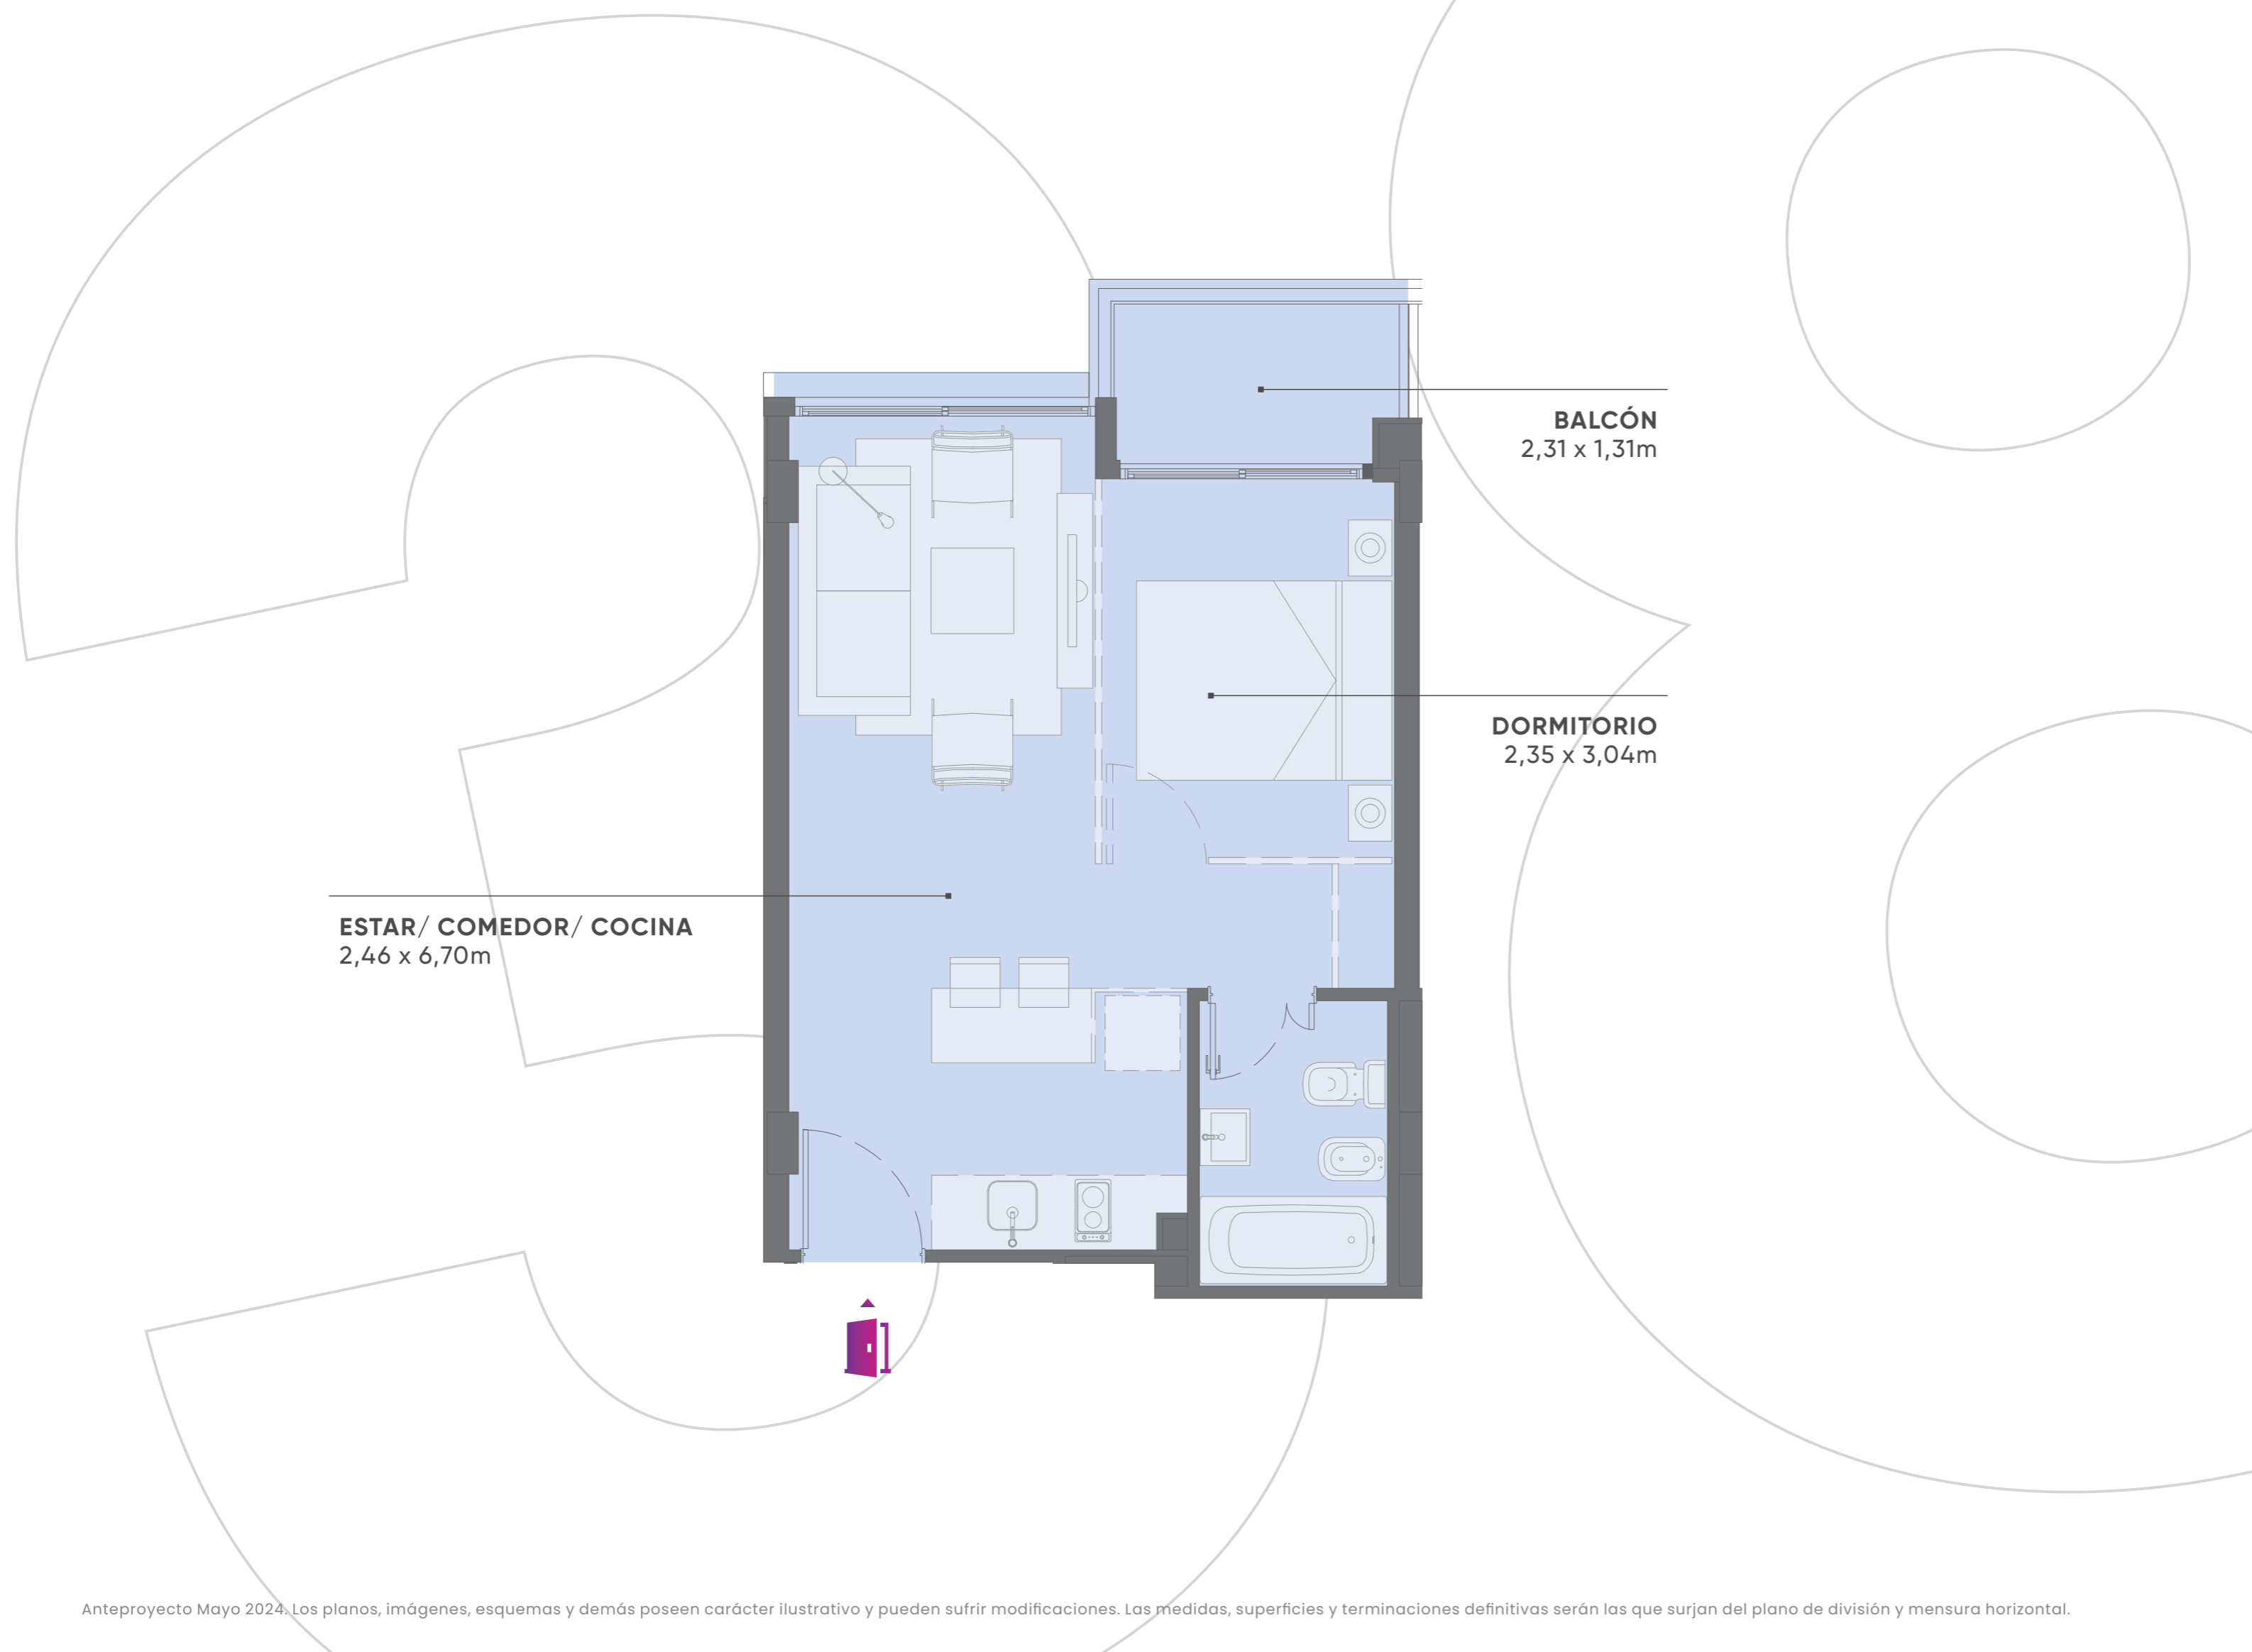 BALCÓN
2,31 x 1,31m
DORMITORIO
2,35 x 3,04m
ESTAR/ COMEDOR/ COCINA
2,46 x 6,70m
Anteproyecto Mayo 2024. Los planos, imágenes, esquemas y demás poseen carácter ilustrativo y pueden sufrir modificaciones. Las medidas, superficies y terminaciones definitivas serán las que surjan del plano de división y mensura horizontal.